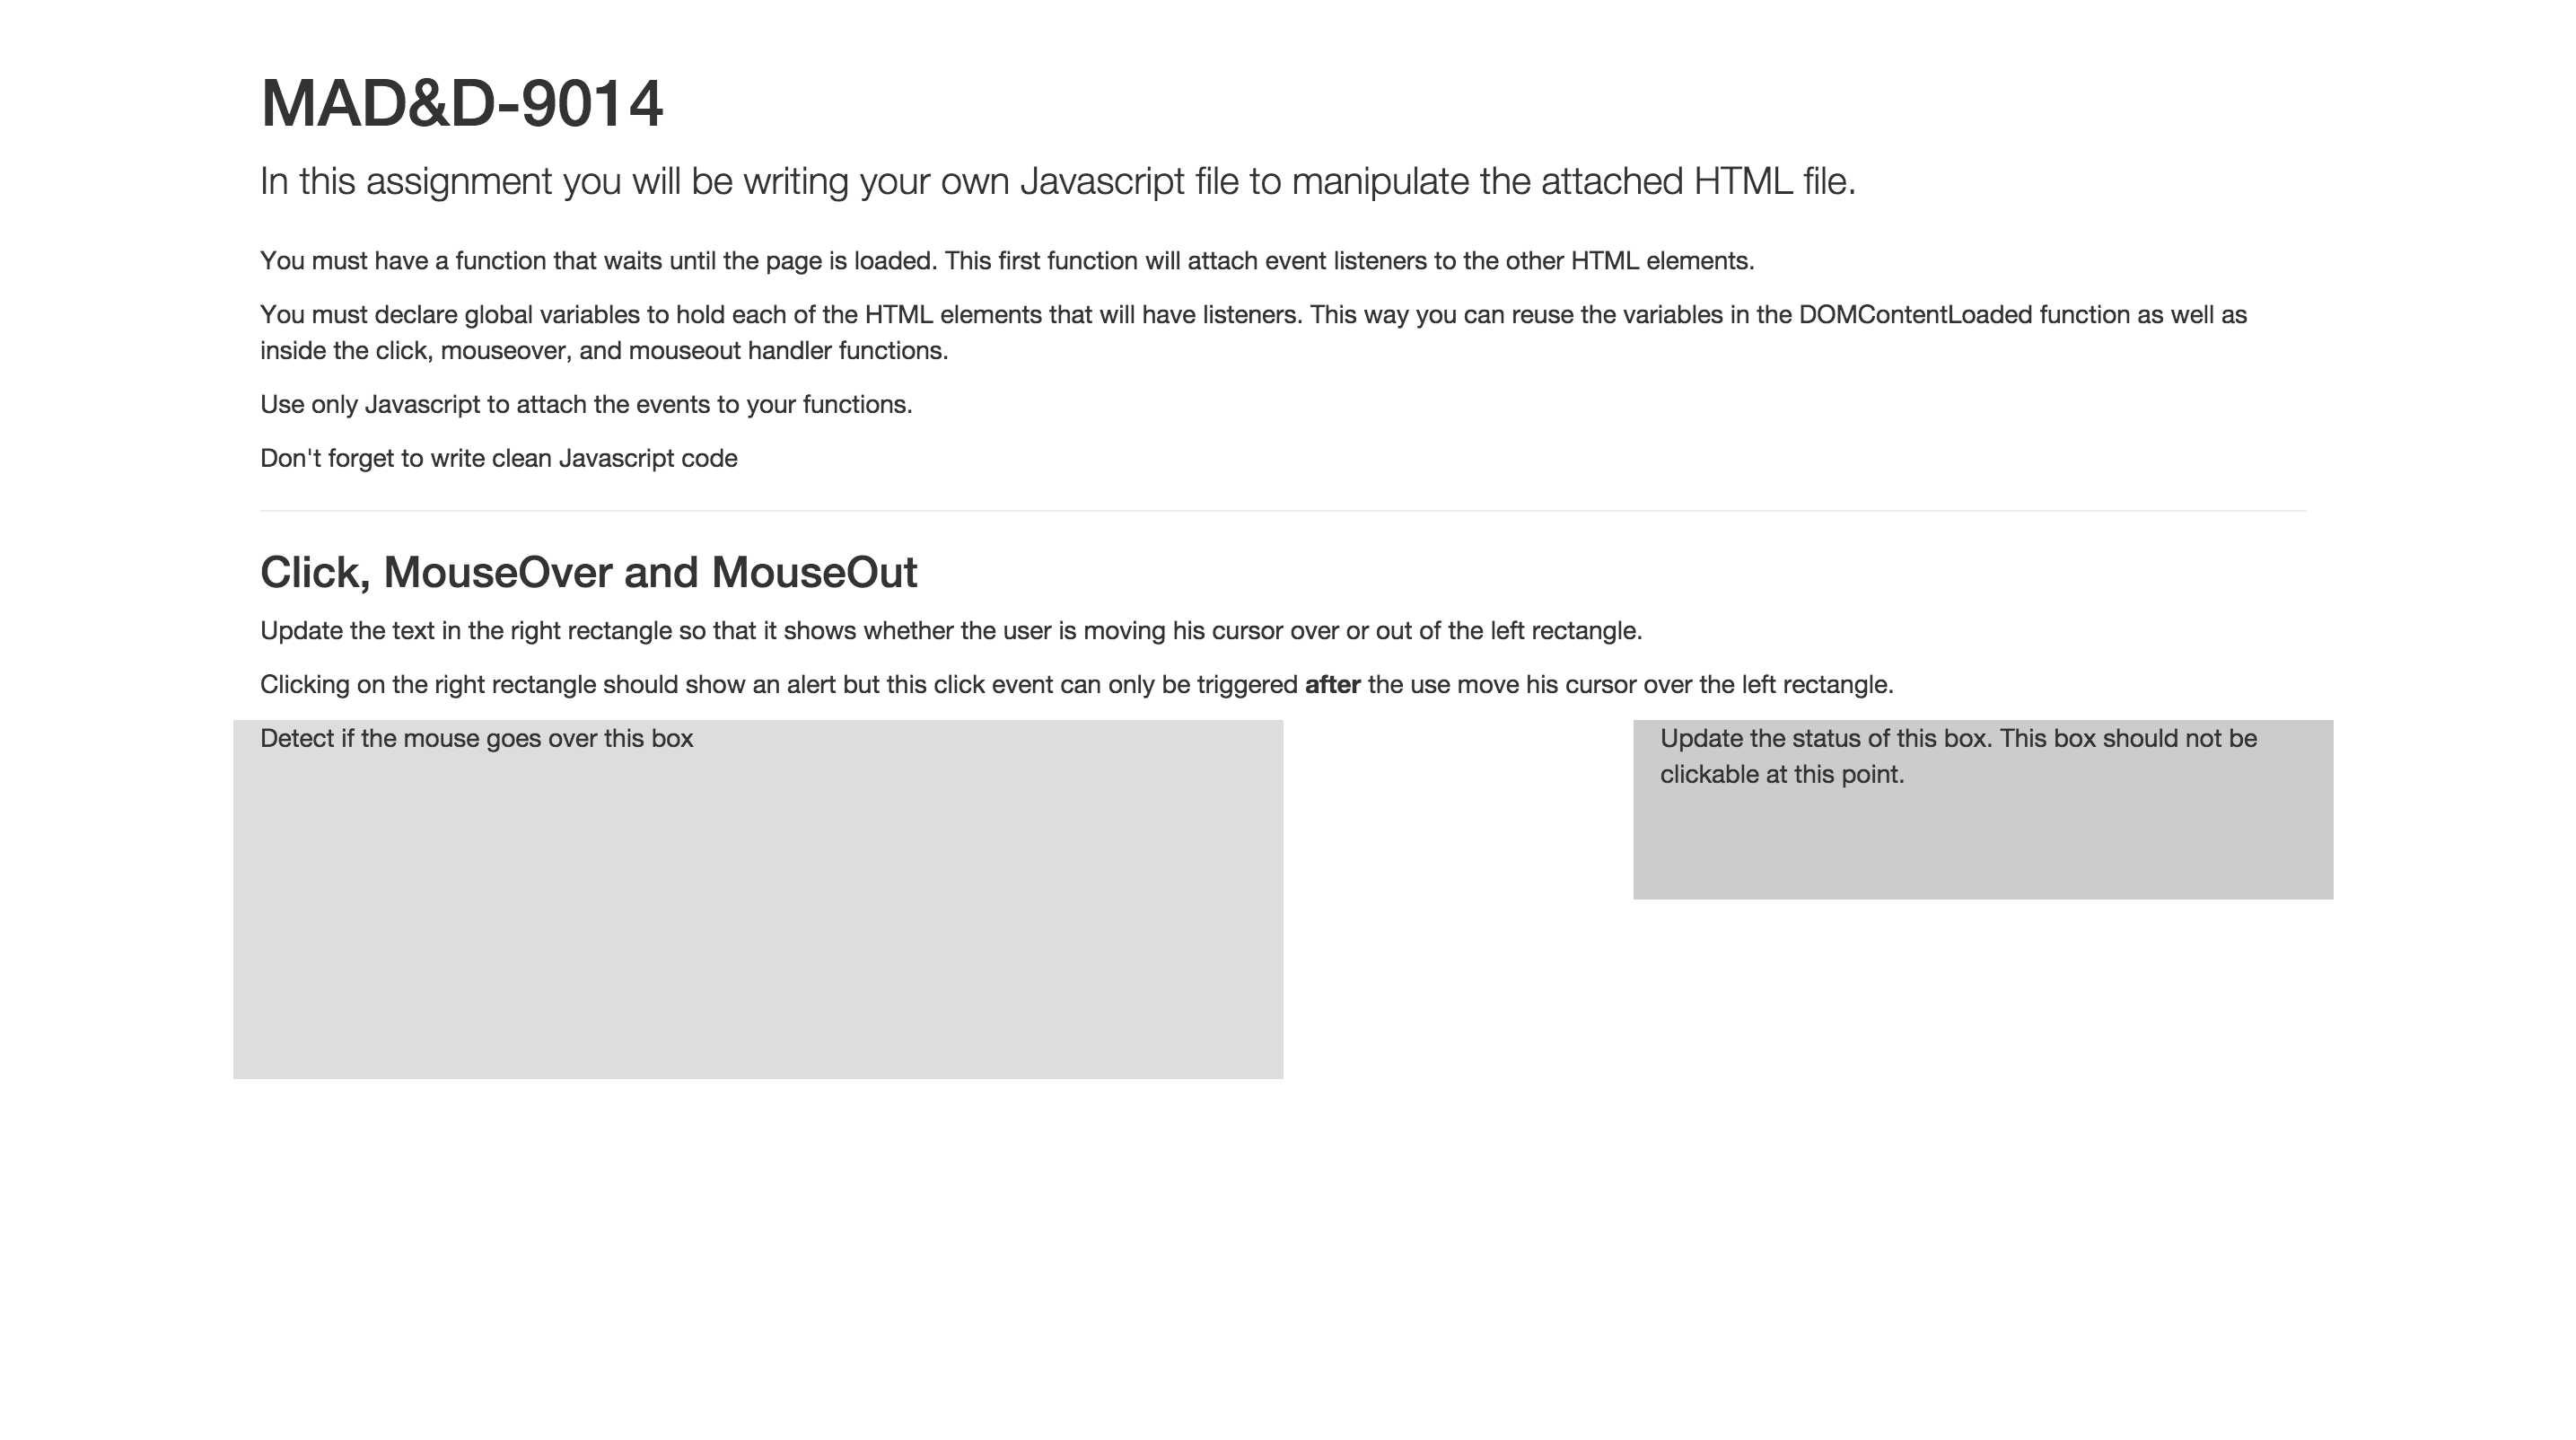 MAD&D-9014
In this assignment you will be writing your own Javascript file to manipulate the attached HTML file.
You must have a function that waits until the page is loaded. This first function will attach event listeners to the other HTML elements.
You must declare global variables to hold each of the HTML elements that will have listeners. This way you can reuse the variables in the DOMContentLoaded function as well as
inside the click, mouseover, and mouseout handler functions.
Use only Javascript to attach the events to your functions.
Don't forget to write clean Javascript code
Click, MouseOver and MouseOut
Update the text in the right rectangle so that it shows whether the user is moving his cursor over or out of the left rectangle.
Clicking on the right rectangle should show an alert but this click event can only be triggered after the use move his cursor over the left rectangle.
Detect if the mouse goes over this box
Update the status of this box. This box should not be
clickable at this point.